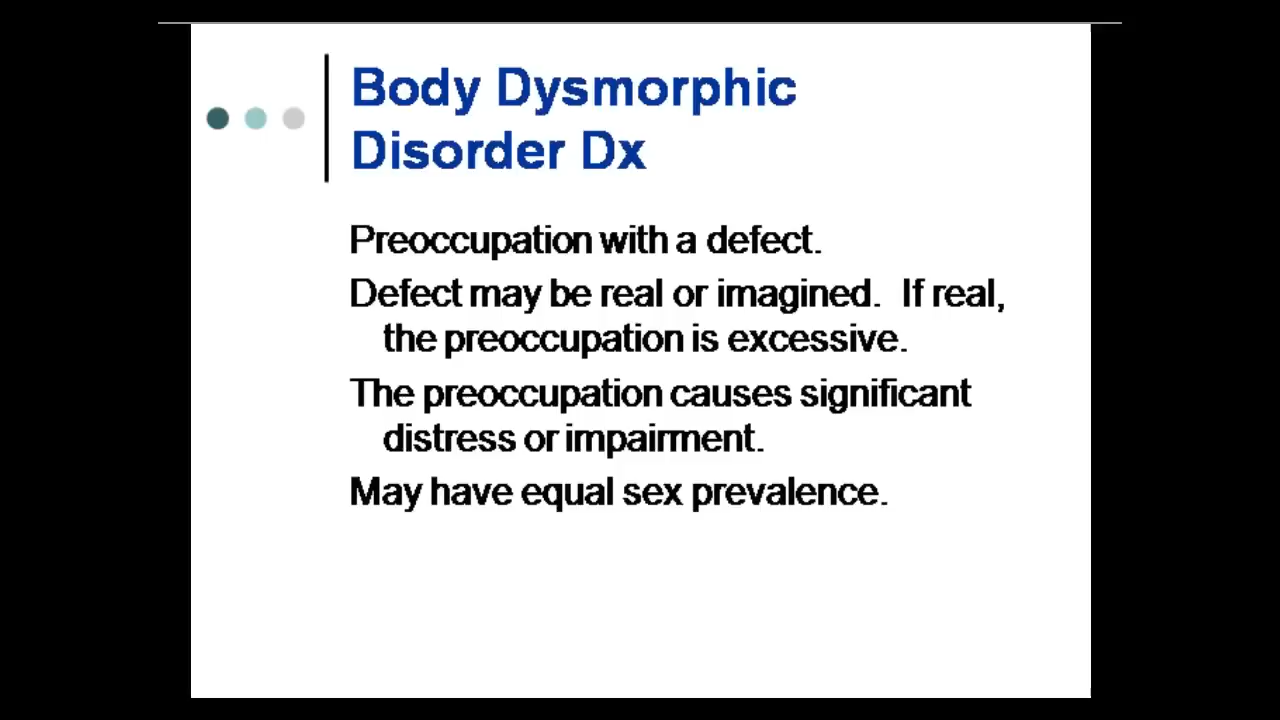 Body Dysmorphic
Disorder Dx
Preoccupation with a defect.
Defect may be real or imagined.  If real,
the preoccupation is excessive.
The preoccupation causes significant
distress or impairment.
May have equal sex prevalence.